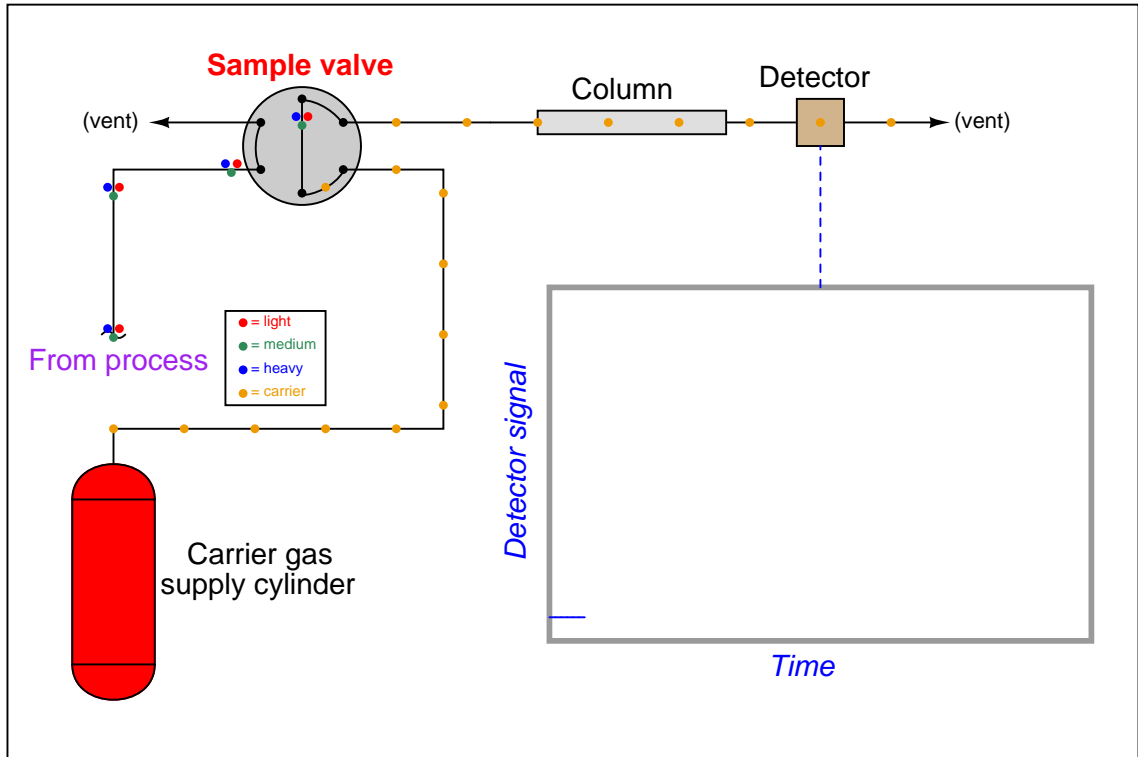 Sample valve
Column
Detector
(vent)
(vent)
= light
= medium
= heavy
= carrier
From process
Detector signal
Carrier gas
supply cylinder
Time